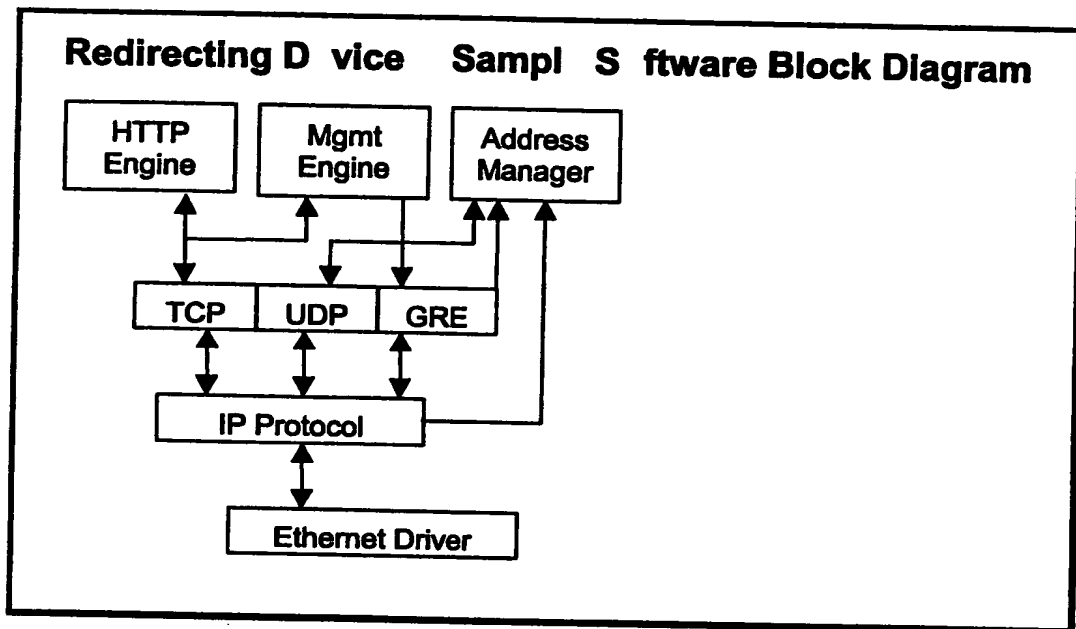 Redirecting D vice Sampl S ftware Block Diagram
HTTP
Engine
Mgmt
Engine
Address
Manager
TCP
UDP
GRE
IP Protocol
Ethernet Driver